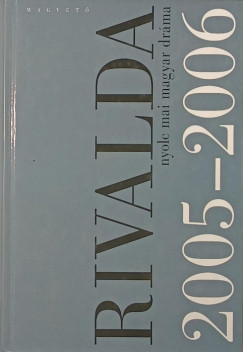 MAGVETŐ
RIVALDA
nyolc mai magyar dráma
2005–2006